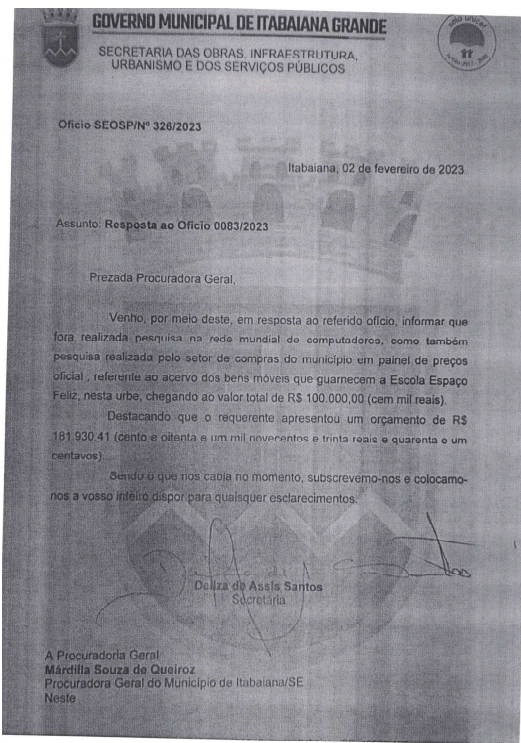 GOVERNO MUNICIPAL DE ITABAIANA GRANDE
SECRETARIA DAS OBRAS, INFRAESTRUTURA,
URBANISMO E DOS SERVIÇOS PÚBLICOS
selo unicef
Ofício SEOSP/Nº 326/2023
Itabaiana, 02 de fevereiro de 2023
Assunto: Resposta ao Ofício 0083/2023
Prezada Procuradora Geral,
Venho, por meio deste, em resposta ao referido ofício, informar que
fora realizada pesquisa na rede mundial de computadores, como também
pesquisa realizada pelo setor de compras do município em painel de preços
oficial , referente ao acervo dos bens móveis que guarnecem a Escola Espaço
Feliz, nesta urbe, chegando ao valor total de R$ 100.000,00 (cem mil reais).
Destacando que o requerente apresentou um orçamento de R$
181.930,41 (cento e oitenta e um mil novecentos e trinta reais e quarenta e um
centavos).
Sendo o que nos cabia no momento, subscrevemo-nos e colocamo-
nos a vosso inteiro dispor para quaisquer esclarecimentos.
Deliza de Assis Santos
Secretária
A Procuradoria Geral
Márdilla Souza de Queiroz
Procuradora Geral do Município de Itabaiana/SE
Neste